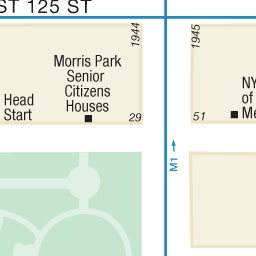 ST 125 ST
1944
1945
Morris Park
Senior
Citizens
Houses
Head
Start
29
51
NY
of
Me
M1